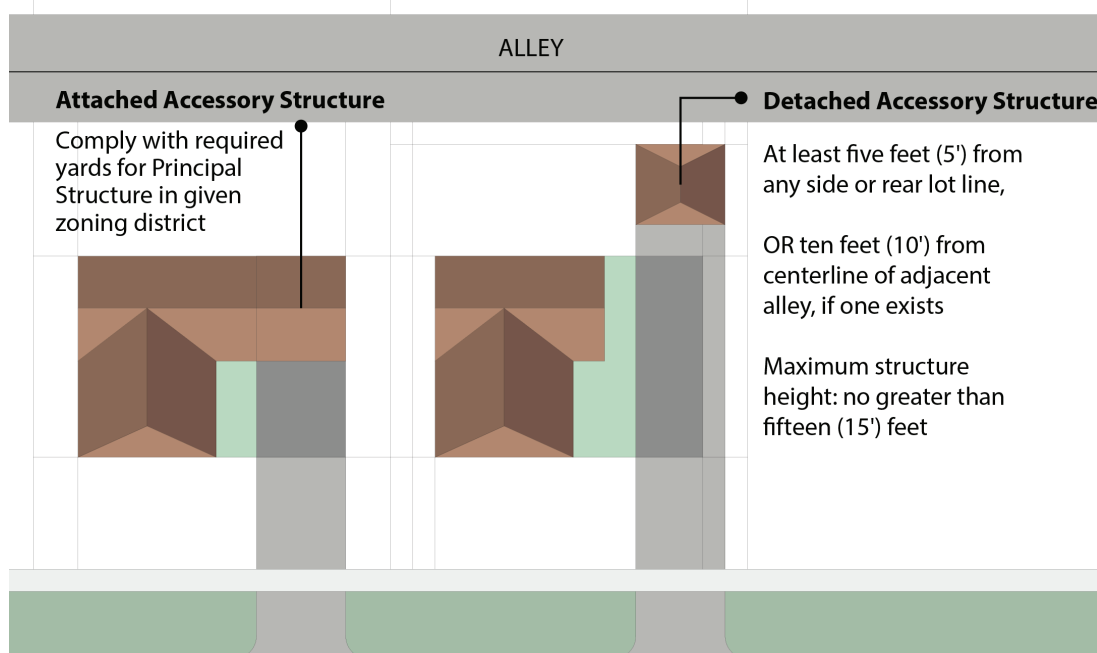 ALLEY
Attached Accessory Structure
Comply with required
yards for Principal
Structure in given
zoning district
Detached Accessory Structure
At least five feet (5') from
any side or rear lot line,
OR ten feet (10') from
centerline of adjacent
alley, if one exists
Maximum structure
height: no greater than
fifteen (15') feet